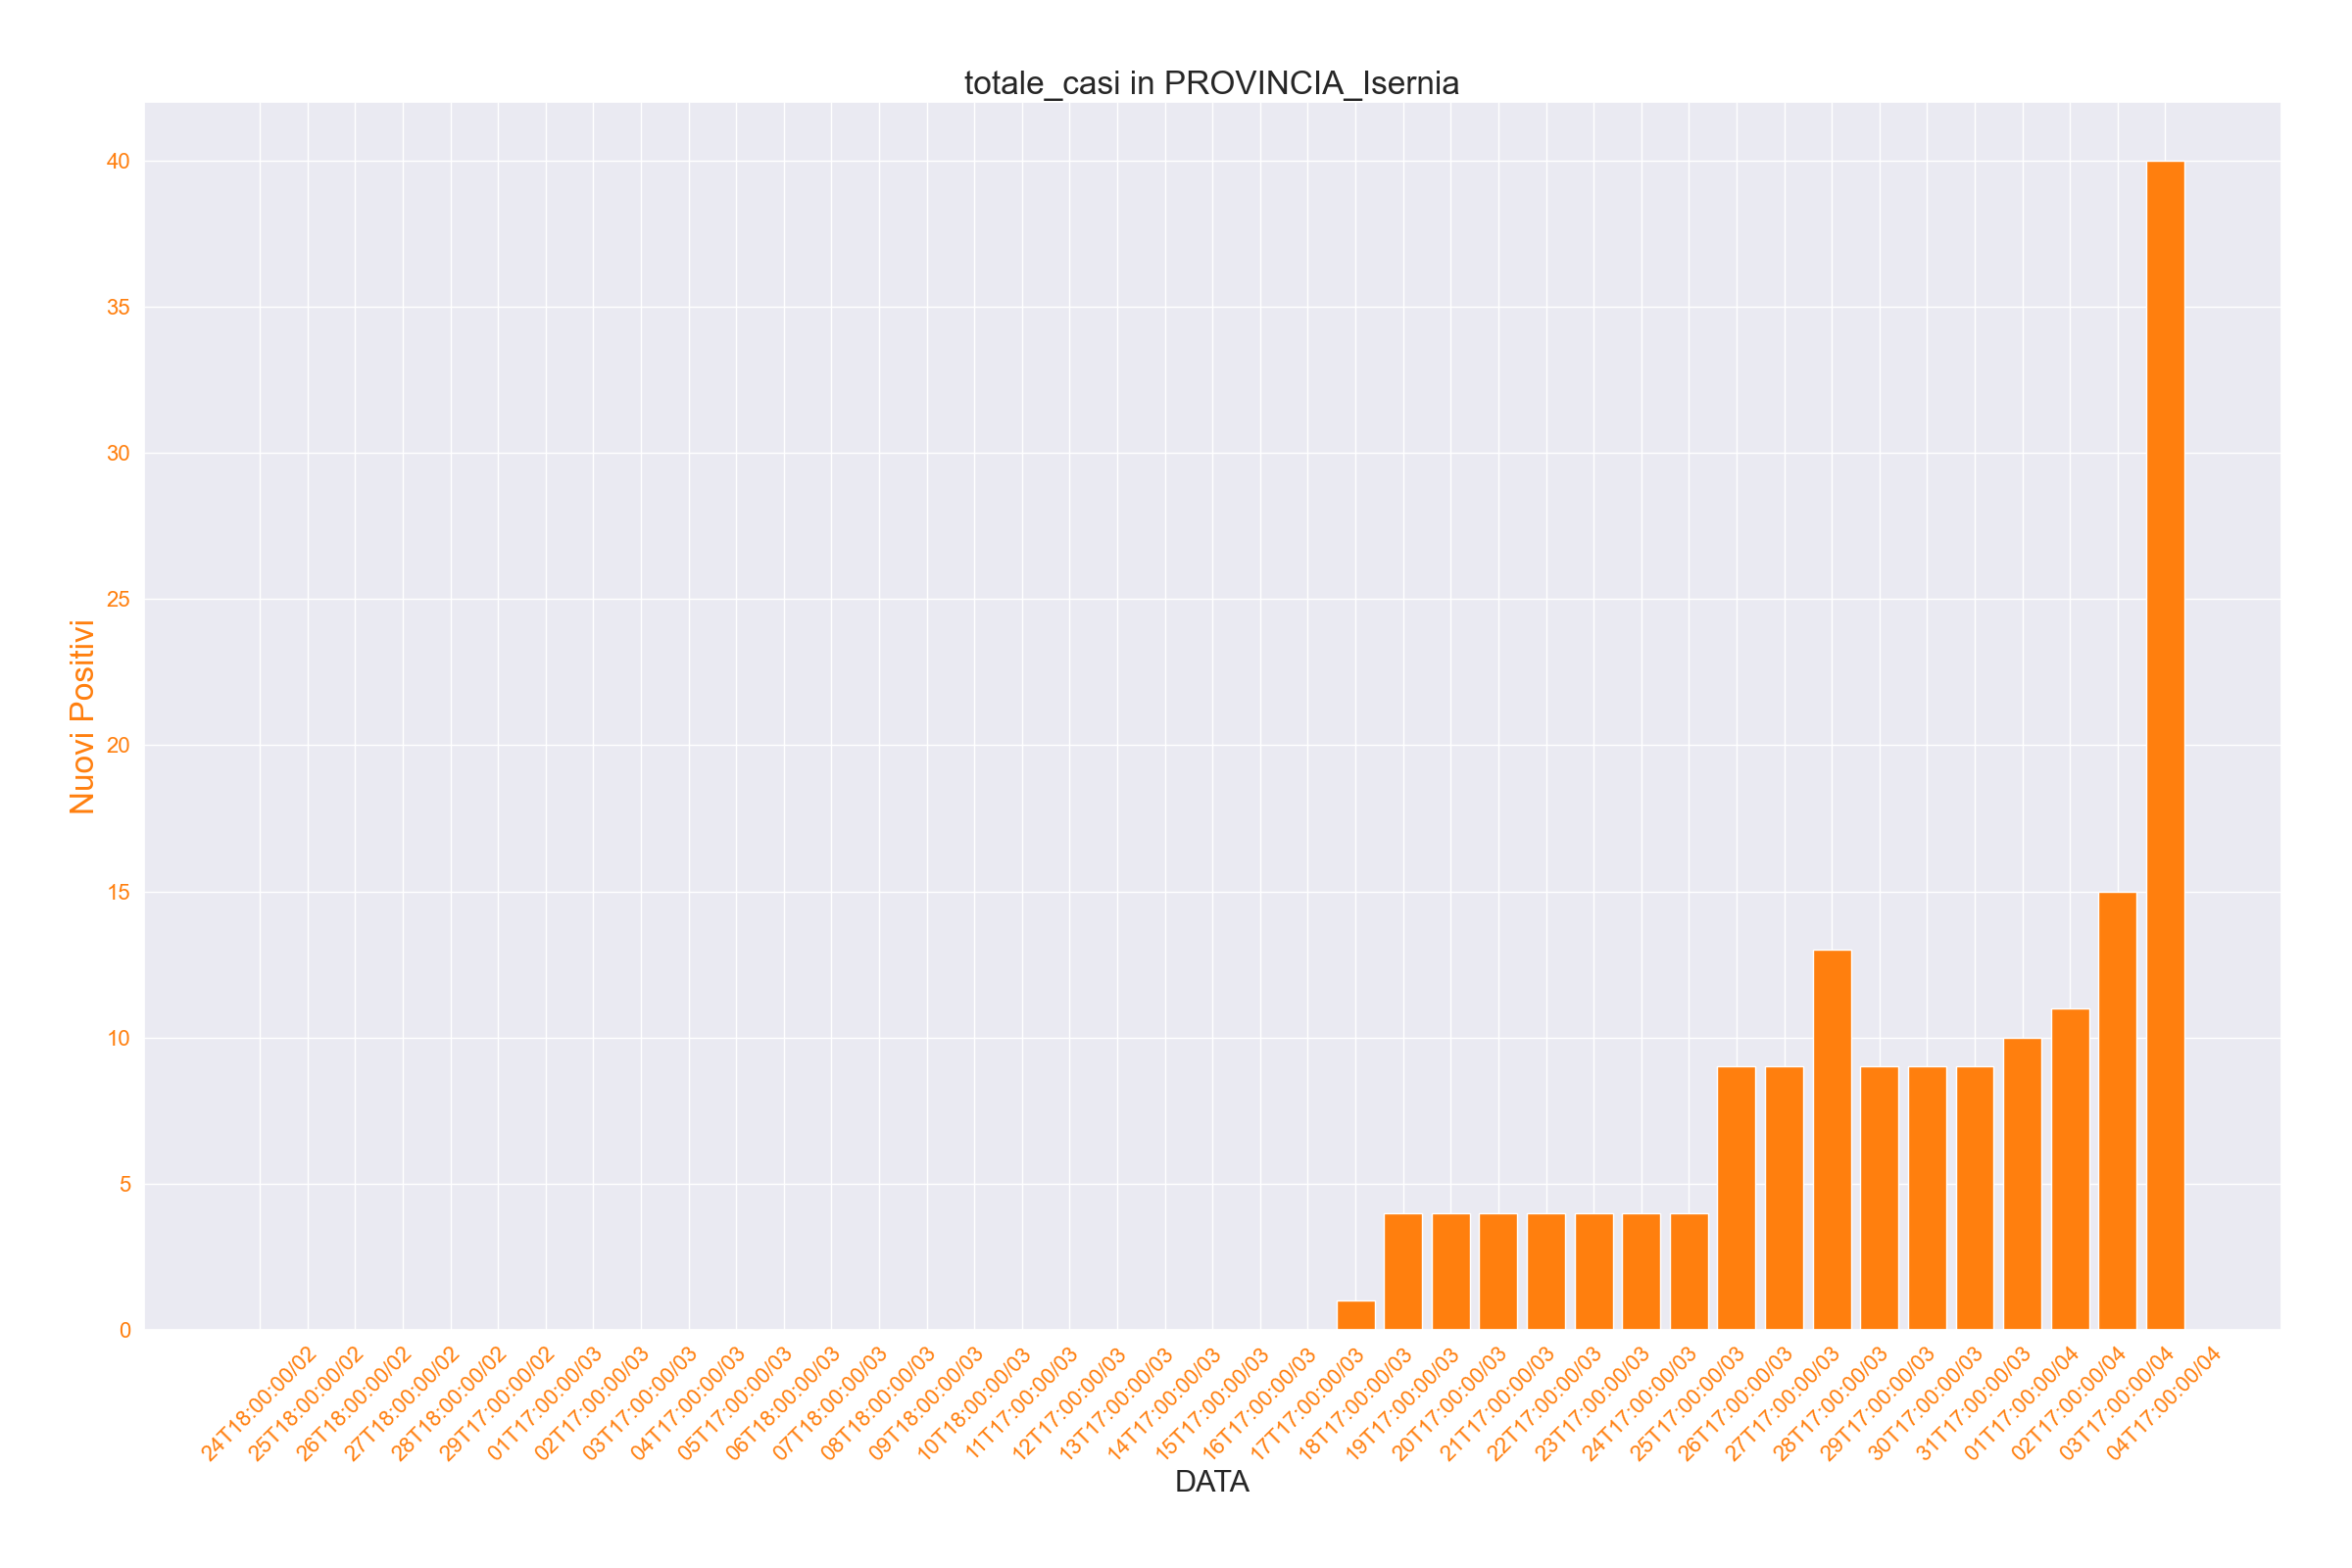 totale_casi in PROVINCIA_Isernia
40
35
30
25
20
15
10
5
0
Nuovi Positivi
24T18:00:00/02
25T18:00:00/02
26T18:00:00/02
27T18:00:00/02
28T18:00:00/02
29T17:00:00/02
01T17:00:00/03
02T17:00:00/03
03T17:00:00/03
04T17:00:00/03
05T17:00:00/03
06T18:00:00/03
07T18:00:00/03
08T18:00:00/03
09T18:00:00/03
10T18:00:00/03
11T17:00:00/03
12T17:00:00/03
13T17:00:00/03
14T17:00:00/03
15T17:00:00/03
16T17:00:00/03
17T17:00:00/03
18T17:00:00/03
19T17:00:00/03
20T17:00:00/03
21T17:00:00/03
22T17:00:00/03
23T17:00:00/03
24T17:00:00/03
25T17:00:00/03
26T17:00:00/03
27T17:00:00/03
28T17:00:00/03
29T17:00:00/03
30T17:00:00/03
31T17:00:00/03
01T17:00:00/04
02T17:00:00/04
03T17:00:00/04
04T17:00:00/04
DATA